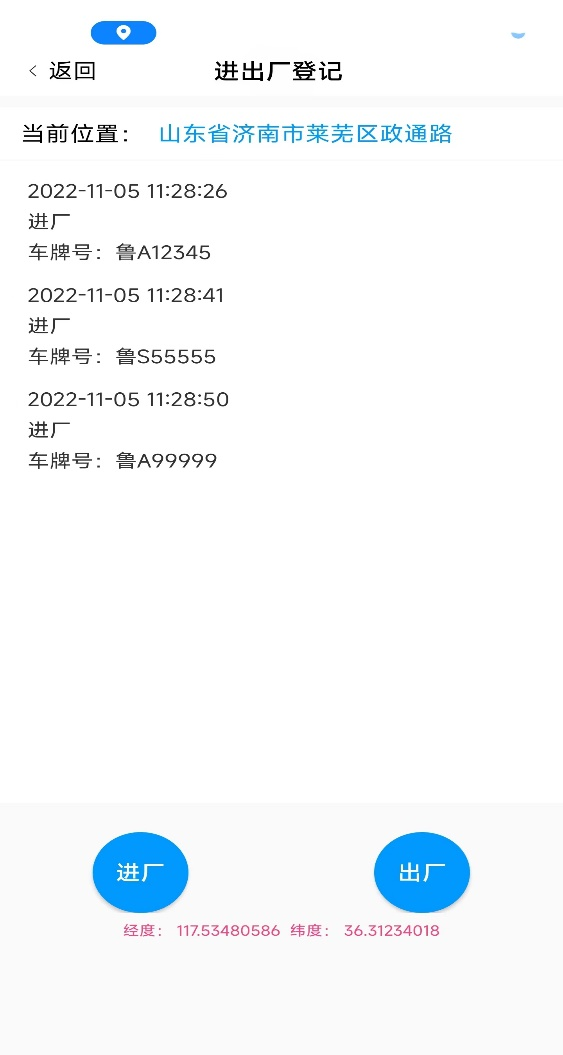 < 返回 进出厂登记
当前位置： 山东省济南市莱芜区政通路
2022-11-05 11:28:26
进厂
车牌号：鲁A12345
2022-11-05 11:28:41
进厂
车牌号：鲁S55555
2022-11-05 11:28:50
进厂
车牌号：鲁A99999
进厂 出厂
经度： 117.53480586 纬度： 36.31234018